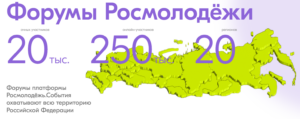 Форумы Росмолодёжи
20 тыс.
250 тыс.
20
Форумы платформы
Росмолодёжь.События
охватывают всю территорию
Российской Федерации